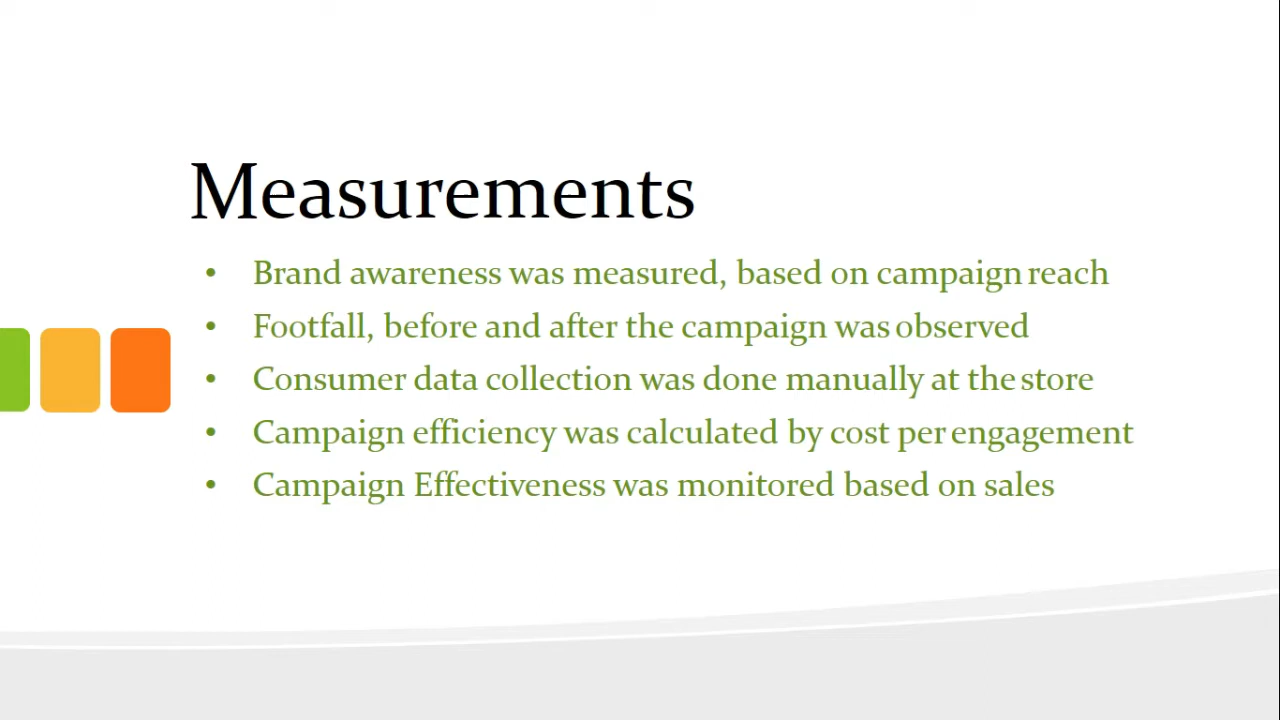 Measurements
• Brand awareness was measured, based on campaign reach
• Footfall, before and after the campaign was observed
• Consumer data collection was done manually at the store
• Campaign efficiency was calculated by cost per engagement
• Campaign Effectiveness was monitored based on sales